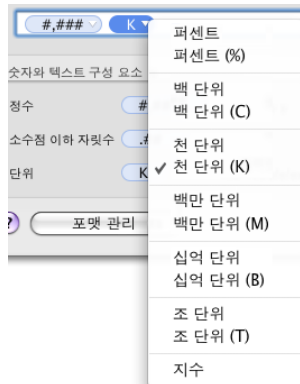 #,### K
숫자와 텍스트 구성 요소
정수 #
소수점 이하 자릿수 .#
단위 K
? 포맷 관리
퍼센트
퍼센트 (%)
백 단위
백 단위 (C)
천 단위
✓ 천 단위 (K)
백만 단위
백만 단위 (M)
십억 단위
십억 단위 (B)
조 단위
조 단위 (T)
지수